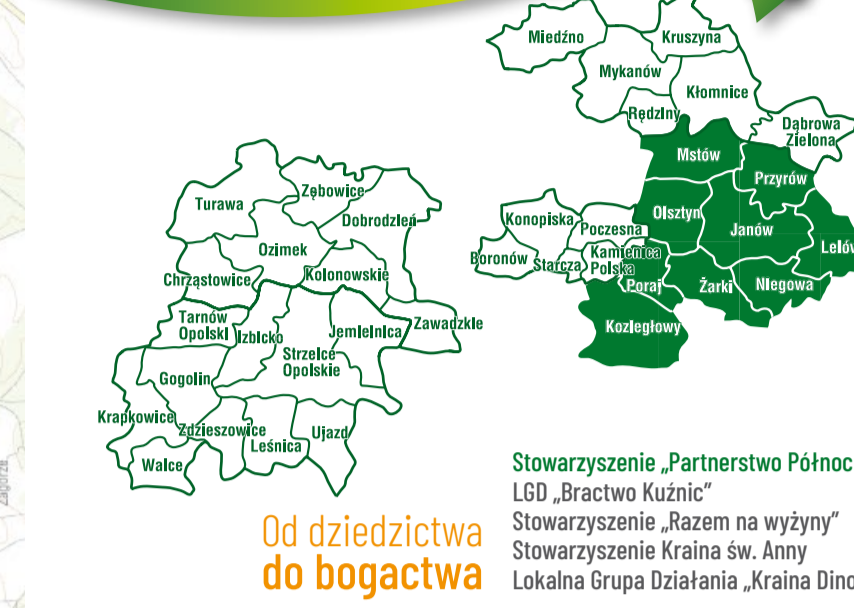 Miedźno
Kruszyna
Mykanów
Kłomnice
Rędziny
Dąbrowa
Zielona
Mstów
Przyrów
Konopiska
Poczesna
Olsztyn
Janów
Boronów
Starcza
Kamienica
Polska
Poraj
Żarki
Niegowa
Koziegłowy
Turawa
Zębowice
Dobrodzień
Ozimek
Chrząstowice
Kolonowskie
Tarnów
Opolski
Izbicko
Jemielnica
Zawadzkie
Strzelce
Opolskie
Gogolin
Krapkowice
Zdzieszowice
Leśnica
Ujazd
Walce
Zagórze
Od dziedzictwa
do bogactwa
Stowarzyszenie „Partnerstwo
LGD „Bractwo Kuźnic”
Stowarzyszenie „Razem na wyżyny”
Stowarzyszenie Kraina św. Anny
Lokalna Grupa Działania „Kraina